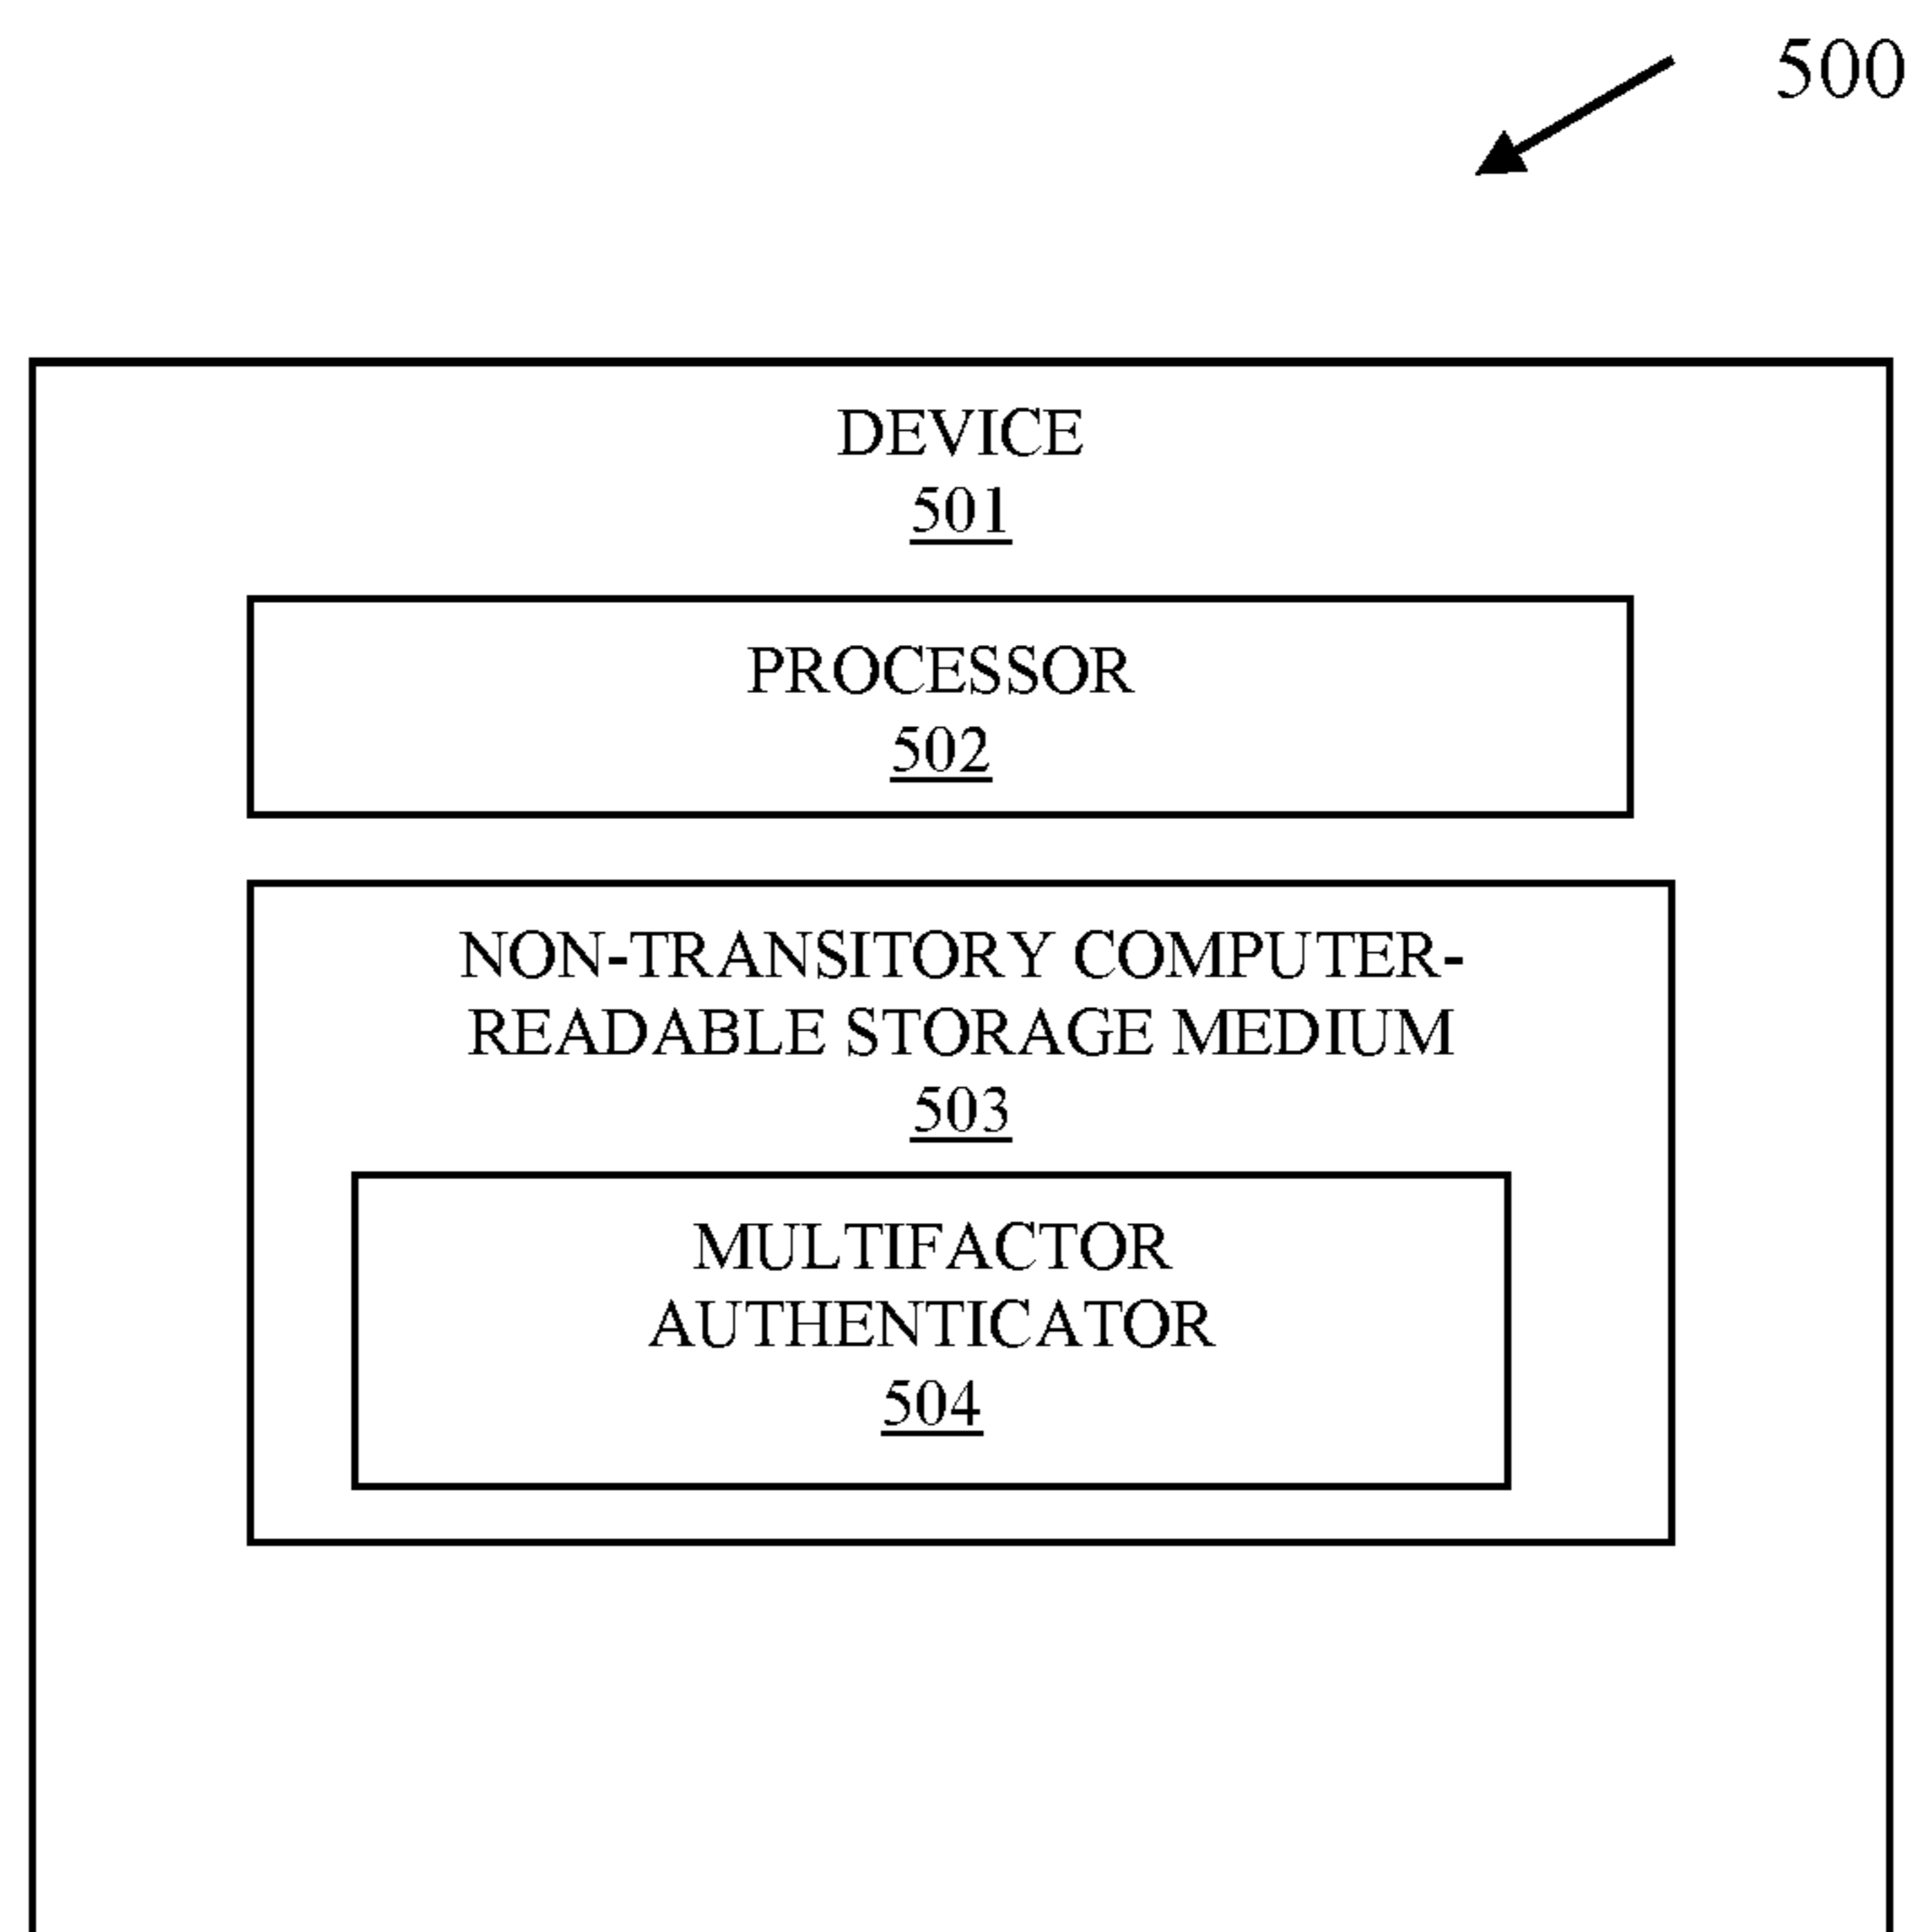 500
DEVICE
501
PROCESSOR
502
NON-TRANSITORY COMPUTER-
READABLE STORAGE MEDIUM
503
MULTIFACTOR
AUTHENTICATOR
504